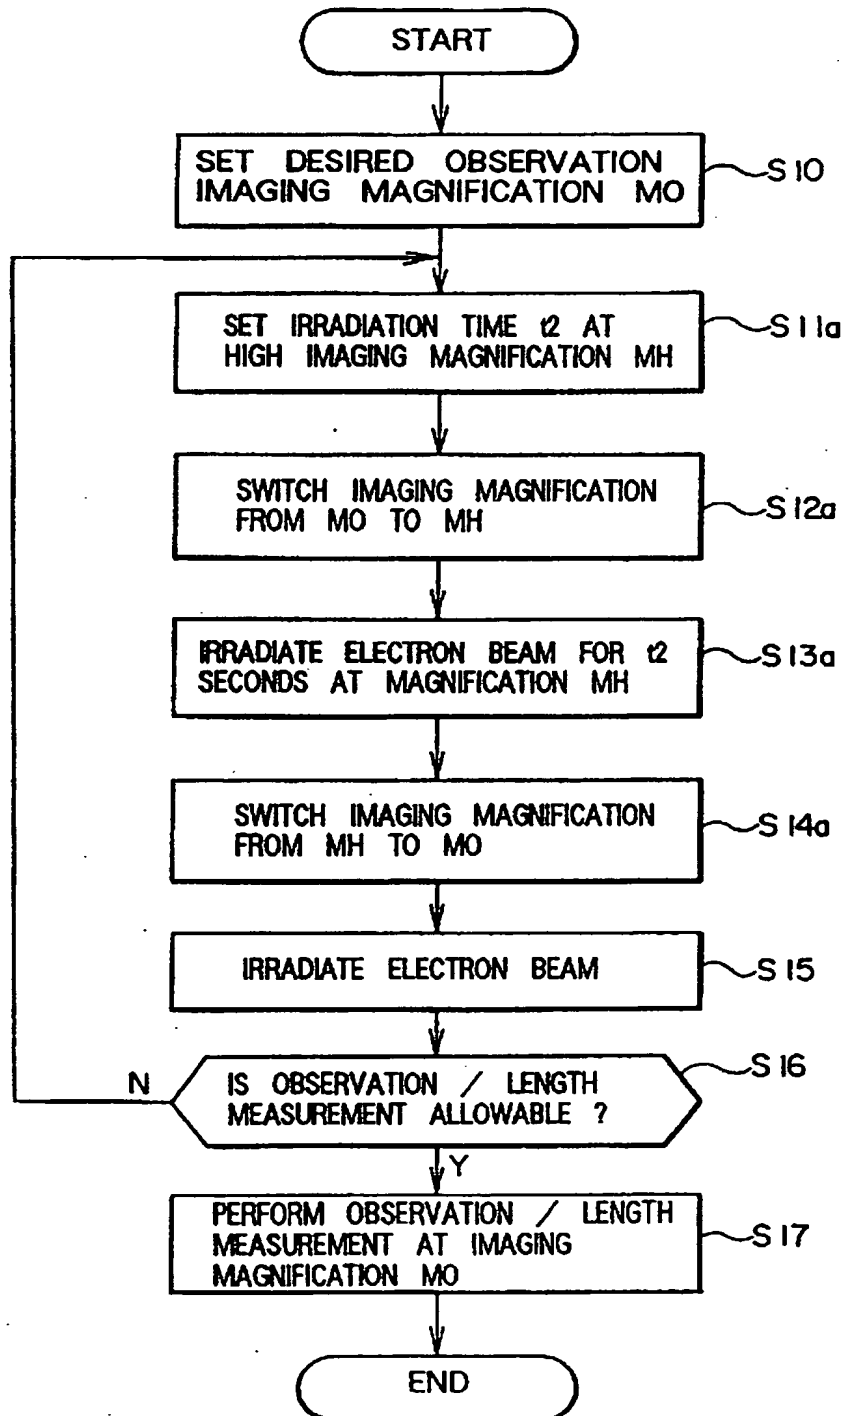 START
SET DESIRED OBSERVATION
IMAGING MAGNIFICATION MO
S10
SET IRRADIATION TIME t2 AT
HIGH IMAGING MAGNIFICATION MH
S11a
SWITCH IMAGING MAGNIFICATION
FROM MO TO MH
S12a
IRRADIATE ELECTRON BEAM FOR t2
SECONDS AT MAGNIFICATION MH
S13a
SWITCH IMAGING MAGNIFICATION
FROM MH TO MO
S14a
IRRADIATE ELECTRON BEAM
S15
N
IS OBSERVATION / LENGTH
MEASUREMENT ALLOWABLE ?
S16
Y
PERFORM OBSERVATION / LENGTH
MEASUREMENT AT IMAGING
MAGNIFICATION MO
S17
END